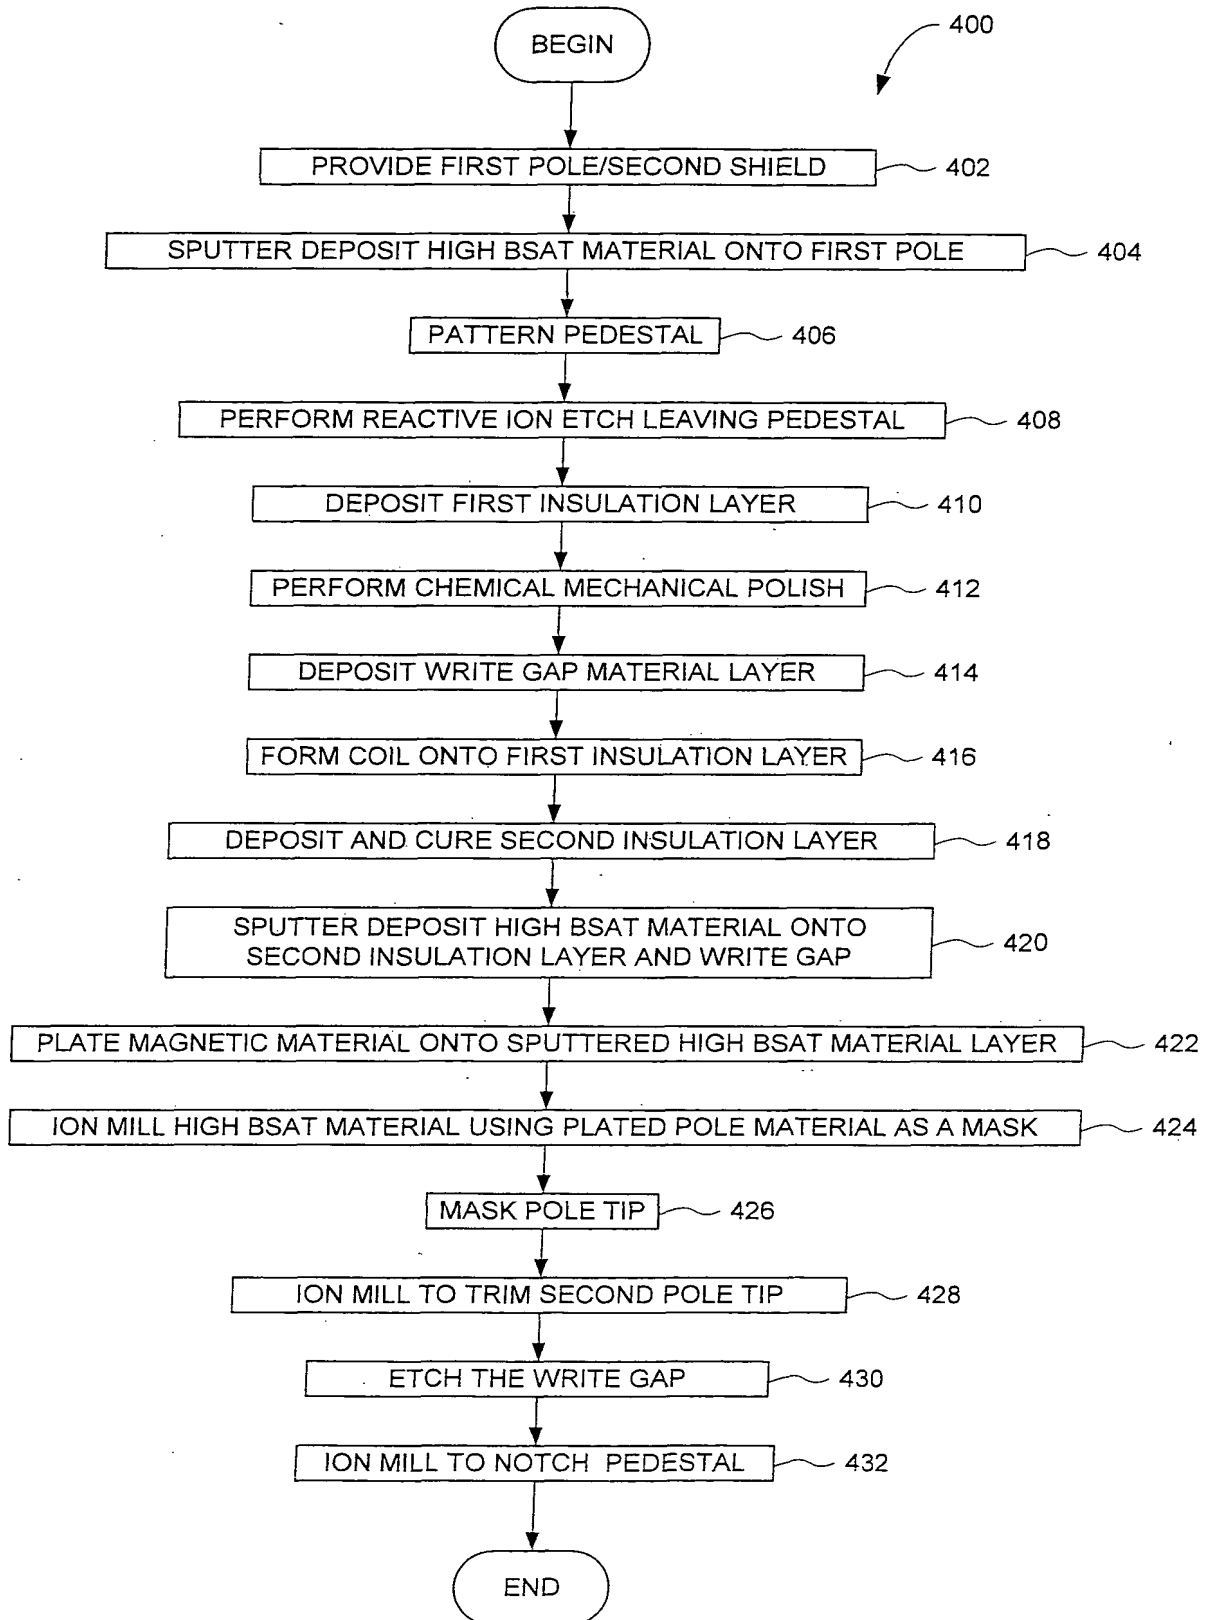 BEGIN
400
PROVIDE FIRST POLE/SECOND SHIELD 402
SPUTTER DEPOSIT HIGH BSAT MATERIAL ONTO FIRST POLE 404
PATTERN PEDESTAL 406
PERFORM REACTIVE ION ETCH LEAVING PEDESTAL 408
DEPOSIT FIRST INSULATION LAYER 410
PERFORM CHEMICAL MECHANICAL POLISH 412
DEPOSIT WRITE GAP MATERIAL LAYER 414
FORM COIL ONTO FIRST INSULATION LAYER 416
DEPOSIT AND CURE SECOND INSULATION LAYER 418
SPUTTER DEPOSIT HIGH BSAT MATERIAL ONTO
SECOND INSULATION LAYER AND WRITE GAP 420
PLATE MAGNETIC MATERIAL ONTO SPUTTERED HIGH BSAT MATERIAL LAYER 422
ION MILL HIGH BSAT MATERIAL USING PLATED POLE MATERIAL AS A MASK 424
MASK POLE TIP 426
ION MILL TO TRIM SECOND POLE TIP 428
ETCH THE WRITE GAP 430
ION MILL TO NOTCH PEDESTAL 432
END